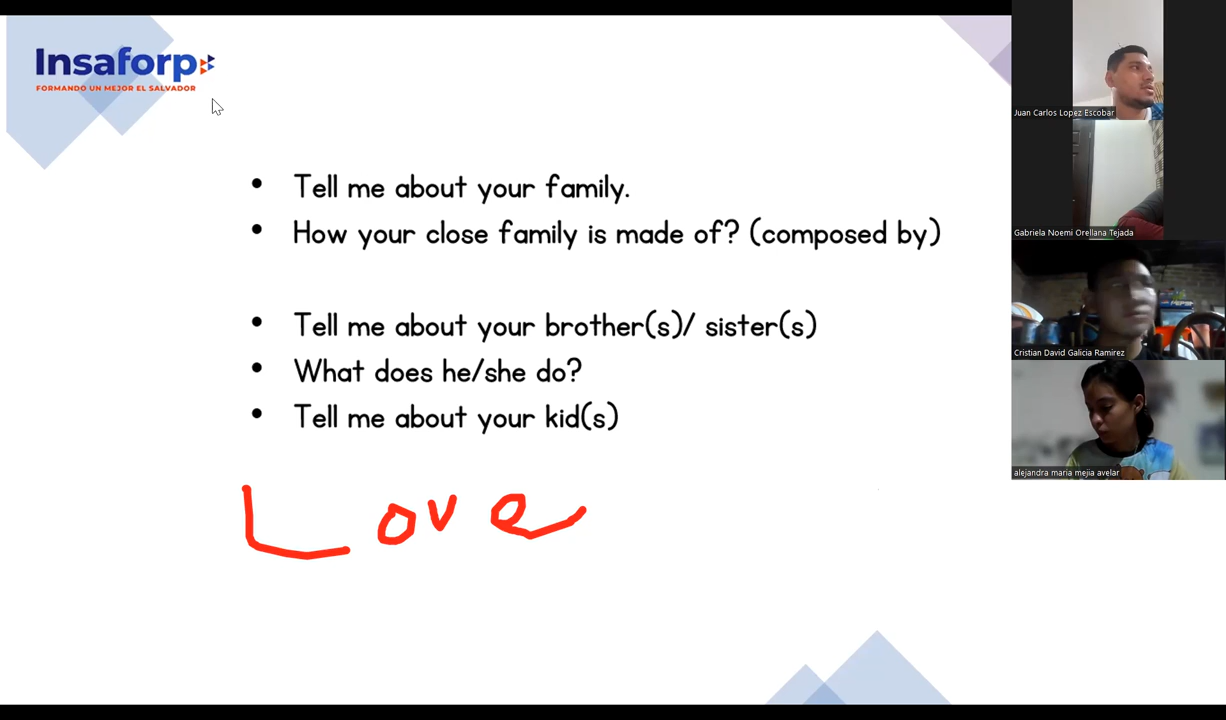 Insaforp
FORMANDO UN MEJOR EL SALVADOR
• Tell me about your family.
• How your close family is made of? (composed by)
• Tell me about your brother(s)/ sister(s)
• What does he/she do?
• Tell me about your kid(s)
Love
Juan Carlos Lopez Escobar
Gabriela Noemi Orellana Tejada
Cristian David Galicia Ramirez
alejandra maria mejia avelar